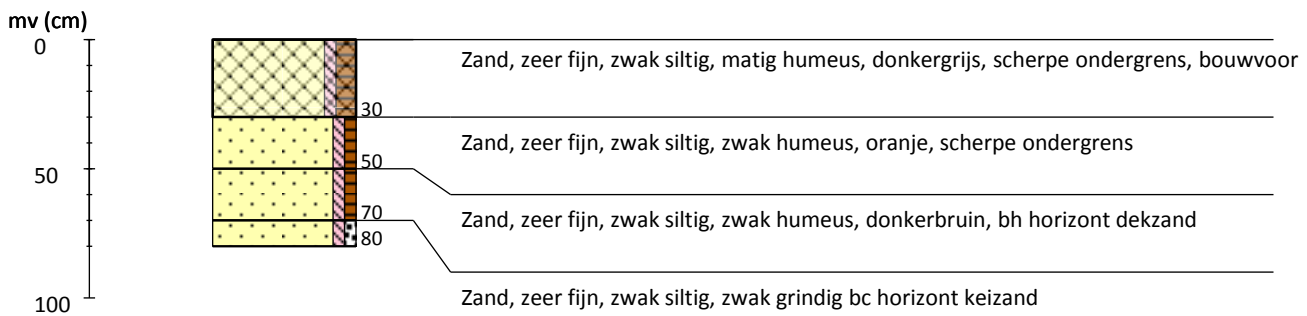 mv (cm)
0
Zand, zeer fijn, zwak siltig, matig humeus, donkergrijs, scherpe ondergrens, bouwvoor
30
Zand, zeer fijn, zwak siltig, zwak humeus, oranje, scherpe ondergrens
50
50
70
Zand, zeer fijn, zwak siltig, zwak humeus, donkerbruin, bh horizont dekzand
80
100
Zand, zeer fijn, zwak siltig, zwak grindig bc horizont keizand